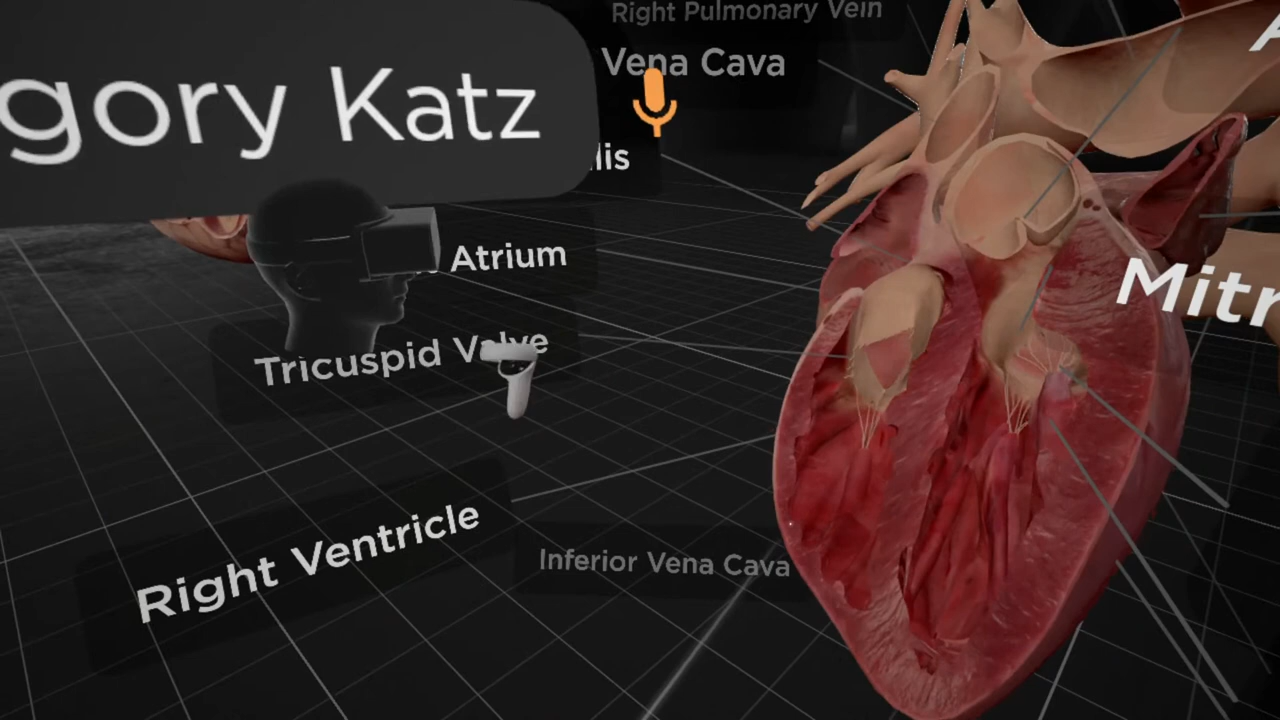 Right Pulmonary Vein
Vena Cava
gory Katz
lis
Atrium
Mitr
Tricuspid Valve
Right Ventricle
Inferior Vena Cava